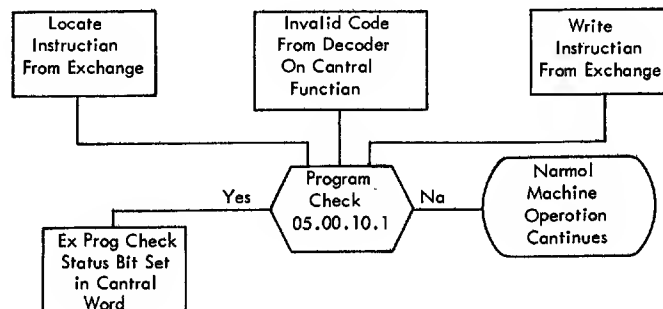 Locate
Instruction
From Exchange
Invalid Code
From Decoder
On Cantral
Function
Write
Instruction
From Exchange
Yes
Program
Check
05.00.10.1
Na
Narmol
Machine
Operation
Cantinues
Ex Prog Check
Status Bit Set
in Cantral
Word